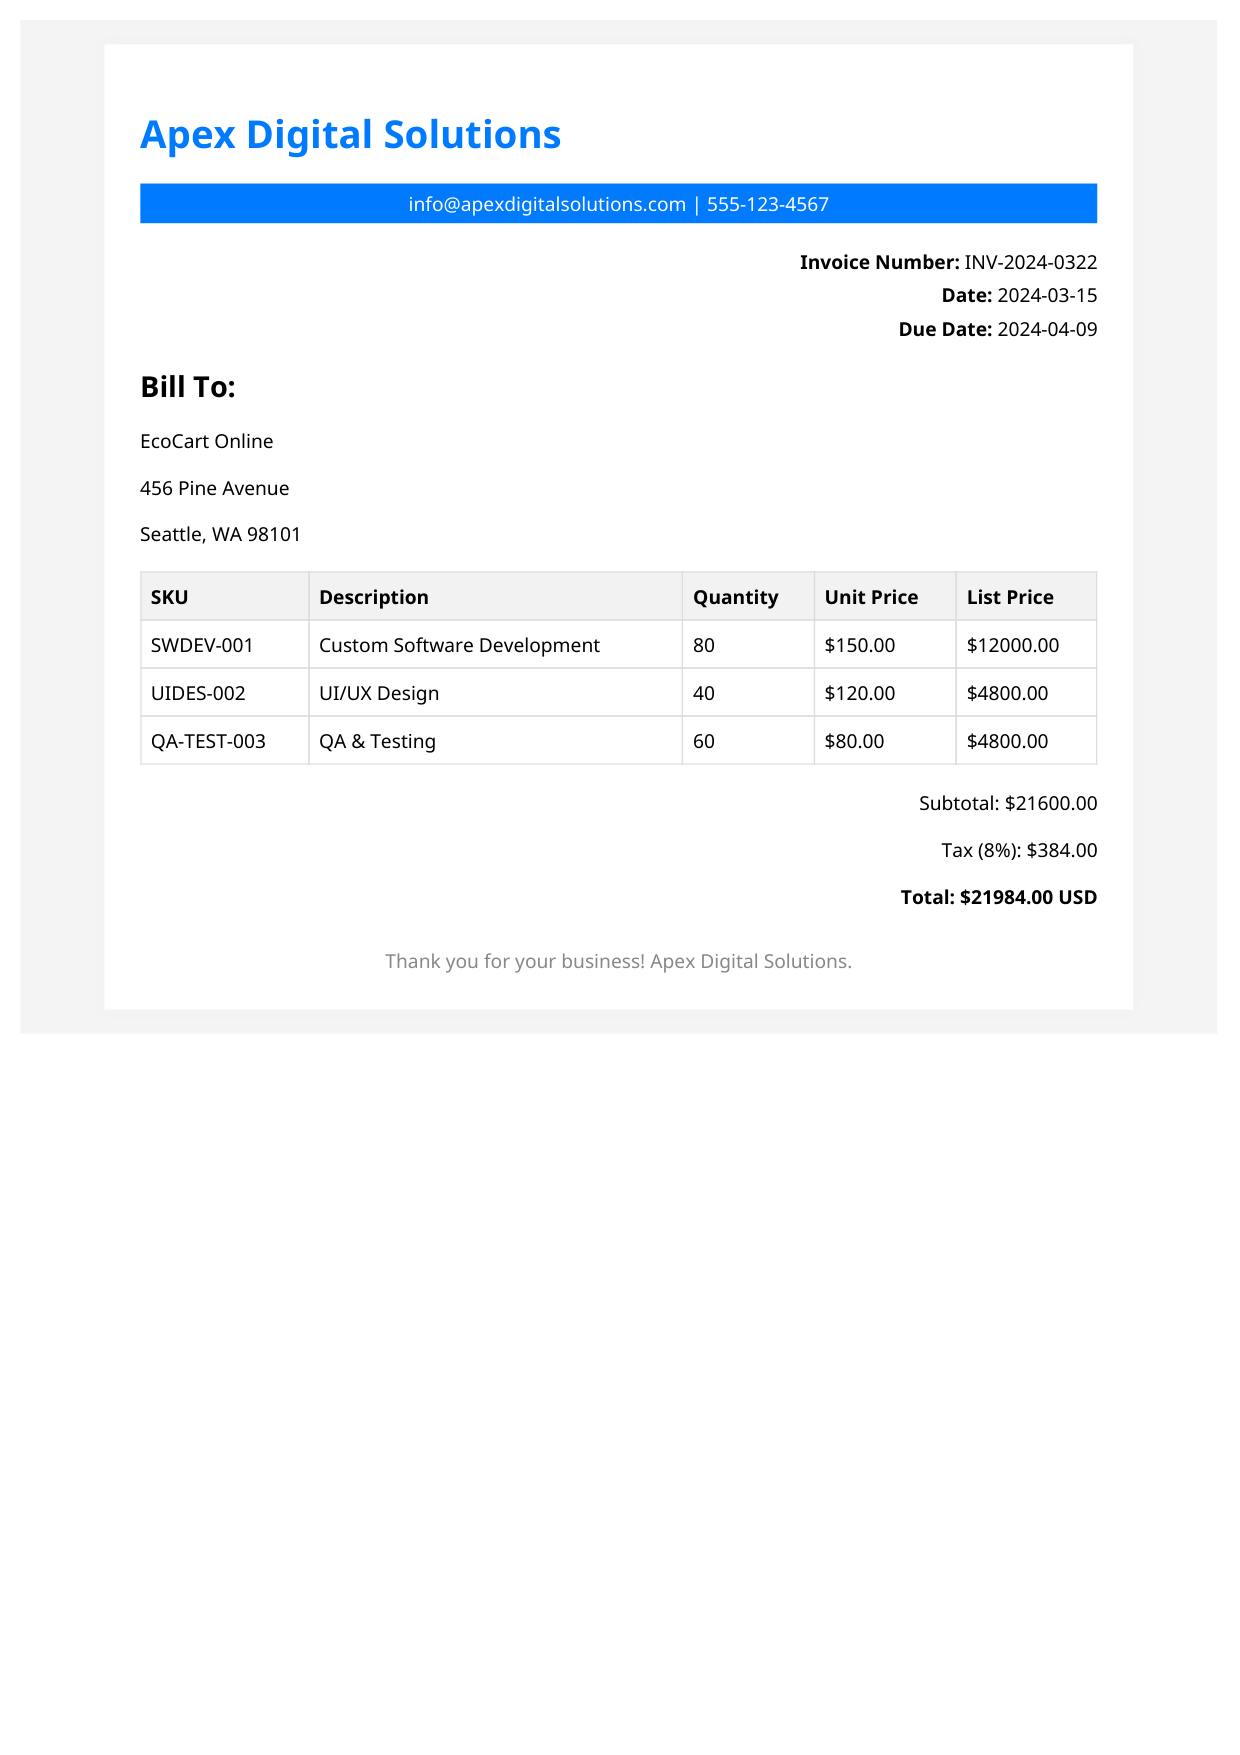 Apex Digital Solutions
info@apexdigitalsolutions.com | 555-123-4567
Invoice Number: INV-2024-0322
Date: 2024-03-15
Due Date: 2024-04-09
Bill To:
EcoCart Online
456 Pine Avenue
Seattle, WA 98101
SKU Description Quantity Unit Price List Price
SWDEV-001 Custom Software Development 80 $150.00 $12000.00
UIDES-002 UI/UX Design 40 $120.00 $4800.00
QA-TEST-003 QA & Testing 60 $80.00 $4800.00
Subtotal: $21600.00
Tax (8%): $384.00
Total: $21984.00 USD
Thank you for your business! Apex Digital Solutions.